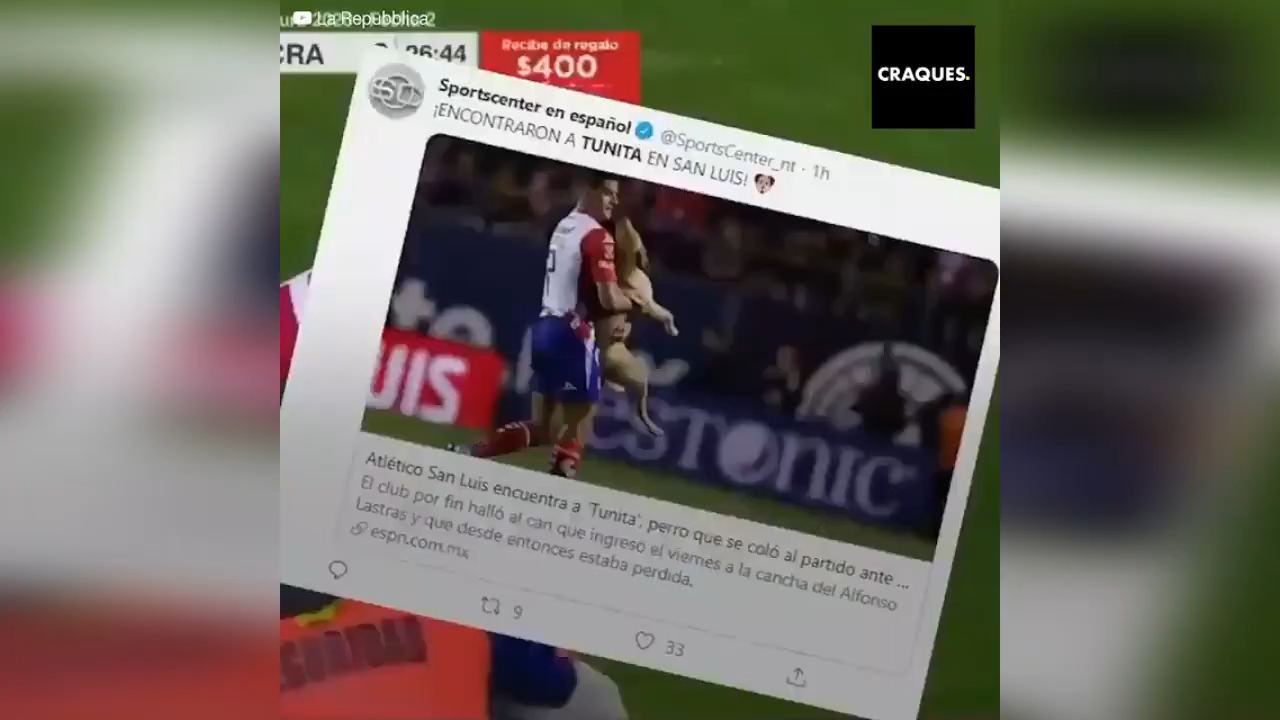 La Repubblica
CRA
26:44
Recibe de regalo
$400
CRAQUES.
Sportscenter en español @SportsCenter_nt · 1h
¡ENCONTRARON A TUNITA EN SAN LUIS!
UIS
ESTONIC
Atlético San Luis encuentra a 'Tunita', perro que se coló al partido ante ...
El club por fin halló al can que ingresó el viernes a la cancha del Alfonso
Lastras y que desde entonces estaba perdida.
espn.com.mx
9
33